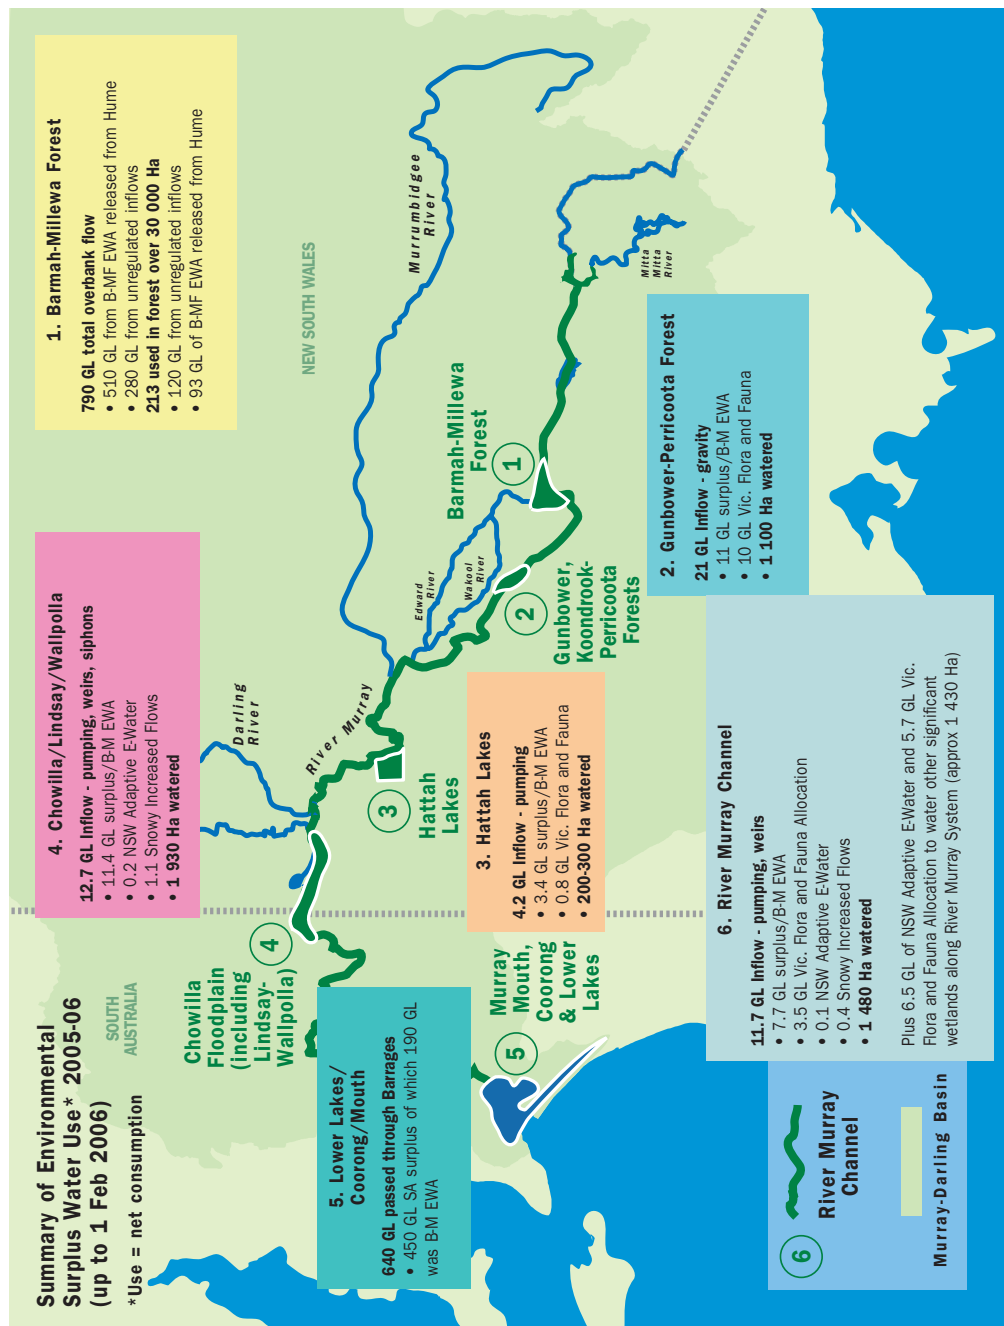 Summary of Environmental
Surplus Water Use* 2005-06
(up to 1 Feb 2006)
*Use = net consumption
SOUTH
AUSTRALIA
4. Chowilla/Lindsay/Wallpolla
12.7 GL Inflow - pumping, weirs, siphons
• 11.4 GL surplus/B-M EWA
• 0.2 NSW Adaptive E-Water
• 1.1 Snowy Increased Flows
• 1 930 Ha watered
1. Barmah-Millewa Forest
790 GL total overbank flow
• 510 GL from B-MF EWA released from Hume
• 280 GL from unregulated inflows
213 used in forest over 30 000 Ha
• 120 GL from unregulated inflows
• 93 GL of B-MF EWA released from Hume
NEW SOUTH WALES
Chowilla
Floodplain
(including
Lindsay-
Wallpolla)
4
Darling
River
River Murray
Murrumbidgee
River
3
Hattah
Lakes
Edward
River
Wakool
River
Barmah-Millewa
Forest
1
2
Gunbower,
Koondrook-
Perricoota
Forests
Mitta
Mitta
River
5. Lower Lakes/
Coorong/Mouth
640 GL passed through Barrages
• 450 GL SA surplus of which 190 GL
was B-M EWA
Murray
Mouth,
Coorong
& Lower
Lakes
5
3. Hattah Lakes
4.2 GL Inflow - pumping
• 3.4 GL surplus/B-M EWA
• 0.8 GL Vic. Flora and Fauna
• 200-300 Ha watered
2. Gunbower-Perricoota Forest
21 GL Inflow - gravity
• 11 GL surplus/B-M EWA
• 10 GL Vic. Flora and Fauna
• 1 100 Ha watered
6. River Murray Channel
11.7 GL Inflow - pumping, weirs
• 7.7 GL surplus/B-M EWA
• 3.5 GL Vic. Flora and Fauna Allocation
• 0.1 NSW Adaptive E-Water
• 0.4 Snowy Increased Flows
• 1 480 Ha watered
Plus 6.5 GL of NSW Adaptive E-Water and 5.7 GL Vic.
Flora and Fauna Allocation to water other significant
wetlands along River Murray System (approx 1 430 Ha)
6
River Murray
Channel
Murray-Darling Basin